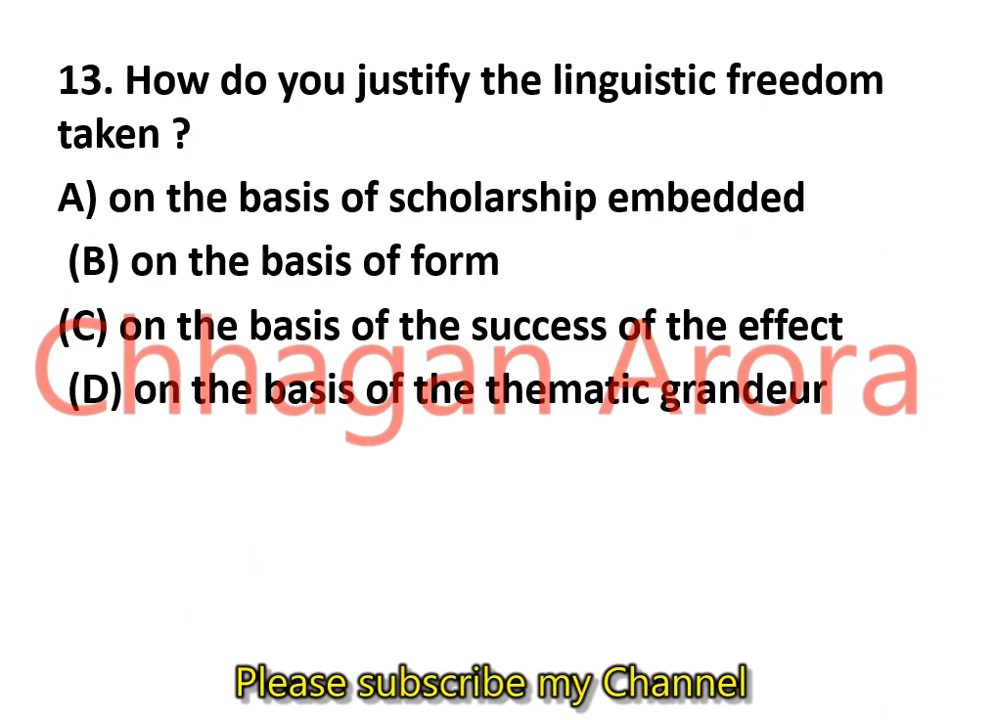 13. How do you justify the linguistic freedom
taken ?
A) on the basis of scholarship embedded
(B) on the basis of form
(C) on the basis of the success of the effect
(D) on the basis of the thematic grandeur
Chhagan Arora
Please subscribe my Channel